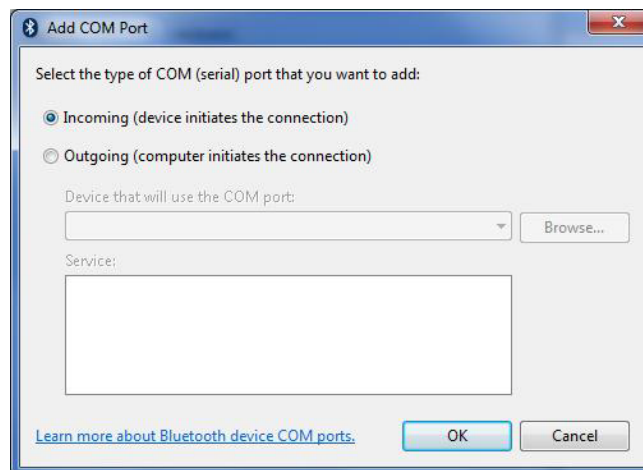 Add COM Port
Select the type of COM (serial) port that you want to add:
Incoming (device initiates the connection)
Outgoing (computer initiates the connection)
Device that will use the COM port:
Browse...
Service:
Learn more about Bluetooth device COM ports.
OK
Cancel